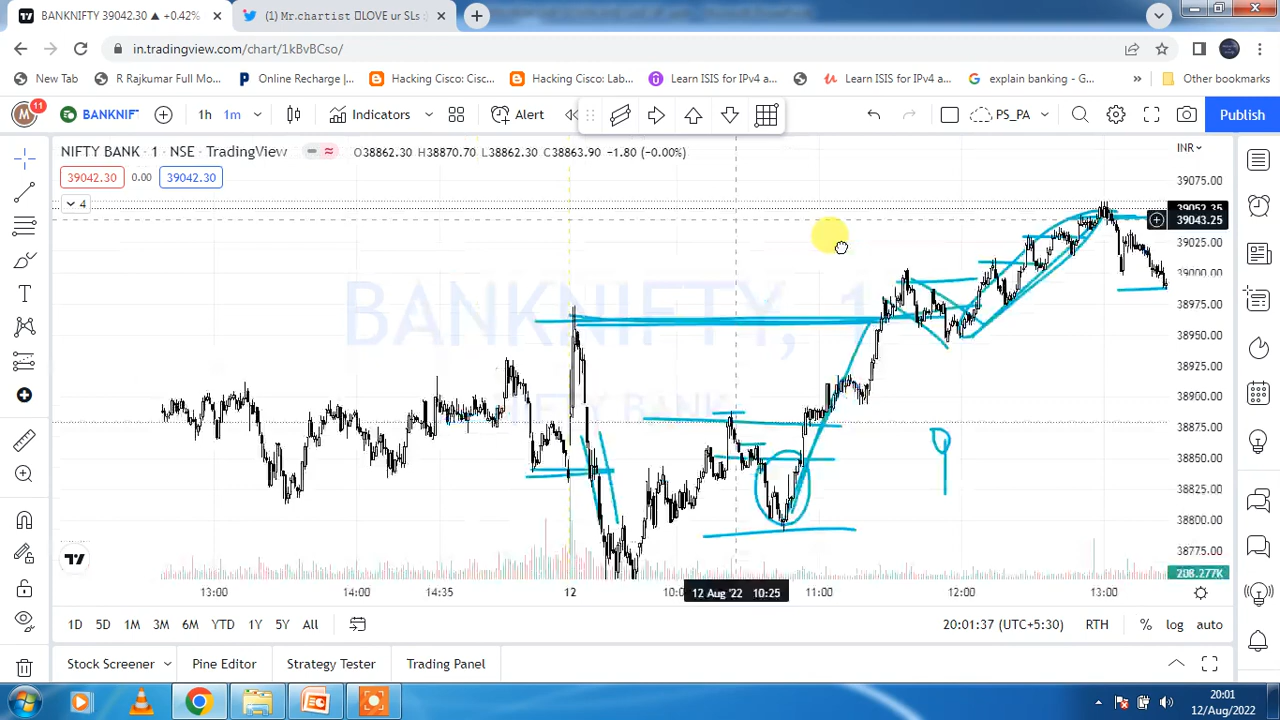 BANKNIFTY 39042.30 ▲ +0.42%
(1) Mr.chartist LOVE ur SLs :
in.tradingview.com/chart/1kBvBCso/
New Tab
R Rajkumar Full Mo...
Online Recharge |...
Hacking Cisco: Cisc...
Hacking Cisco: Lab...
Learn ISIS for IPv4 a...
Learn ISIS for IPv4 a...
explain banking - G...
»
Other bookmarks
M 11
BANKNIF
1h
1m
Indicators
Alert
PS_PA
Publish
NIFTY BANK · 1 · NSE · TradingView
O38862.30 H38870.70 L38862.30 C38863.90 -1.80 (-0.00%)
INR
39042.30
0.00
39042.30
4
BANKNIFTY, 1
NIFTY BANK
39075.00
39052.35
39043.25
39025.00
39000.00
38975.00
38950.00
38925.00
38900.00
38875.00
38850.00
38825.00
38800.00
38775.00
208.277K
13:00
14:00
12
10:0
12 Aug '22 10:25
11:00
12:00
13:00
1D
5D
1M
3M
6M
YTD
1Y
5Y
All
20:01:37 (UTC+5:30)
RTH
%
log
auto
Stock Screener
Pine Editor
Strategy Tester
Trading Panel
20:01
12/Aug/2022